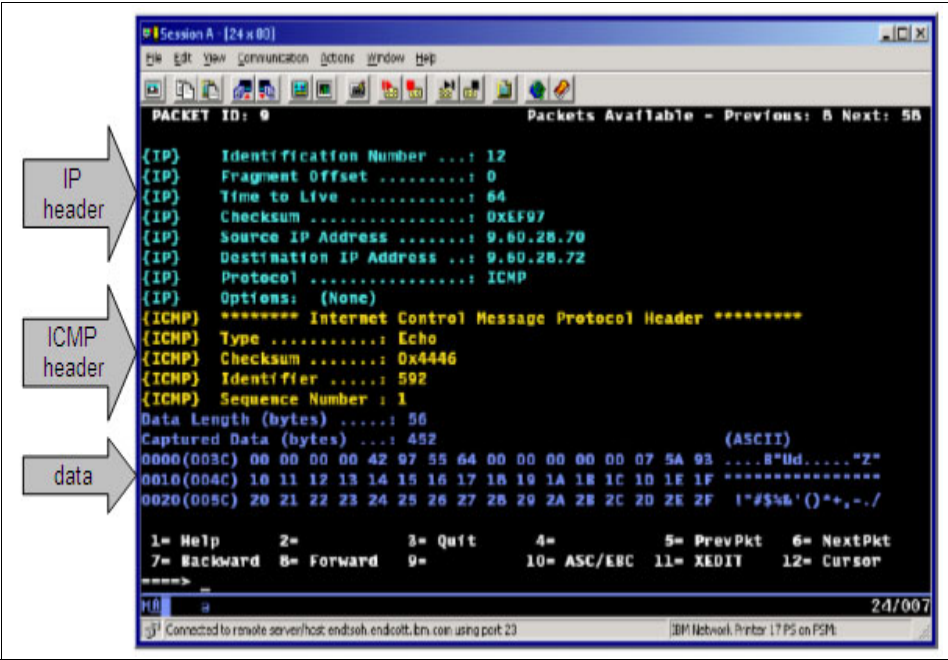 Session A - [24 x 80]
File Edit View Communication Actions Window Help
PACKET ID: 9 Packets Available - Previous: 8 Next: 58
{IP} Identification Number ...: 12
{IP} Fragment Offset .........: 0
{IP} Time to Live ............: 64
{IP} Checksum ................: 0XEF97
{IP} Source IP Address .......: 9.60.28.70
{IP} Destination IP Address ..: 9.60.28.72
{IP} Protocol ................: ICMP
{IP} Options: (None)
{ICMP} ******** Internet Control Message Protocol Header *********
{ICMP} Type ...........: Echo
{ICMP} Checksum .......: 0X4446
{ICMP} Identifier .....: 592
{ICMP} Sequence Number : 1
Data Length (bytes) .....: 56
Captured Data (bytes) ...: 452 (ASCII)
0000(003C) 00 00 00 00 42 97 55 64 00 00 00 00 00 07 5A 93 ....B"Ud....."Z"
0010(004C) 10 11 12 13 14 15 16 17 18 19 1A 1B 1C 1D 1E 1F """"""""""""""""
0020(005C) 20 21 22 23 24 25 26 27 28 29 2A 2B 2C 2D 2E 2F !"#$%&'()*+,-./
1= Help 2= 3= Quit 4= 5= PrevPkt 6= NextPkt
7= Backward 8= Forward 9= 10= ASC/EBC 11= XEDIT 12= Cursor
====> _
MA a 24/007
Connected to remote server/host endtsoh.endcott.ibm.com using port 23 IBM Network Printer 17 PS on PSM:
IP
header
ICMP
header
data